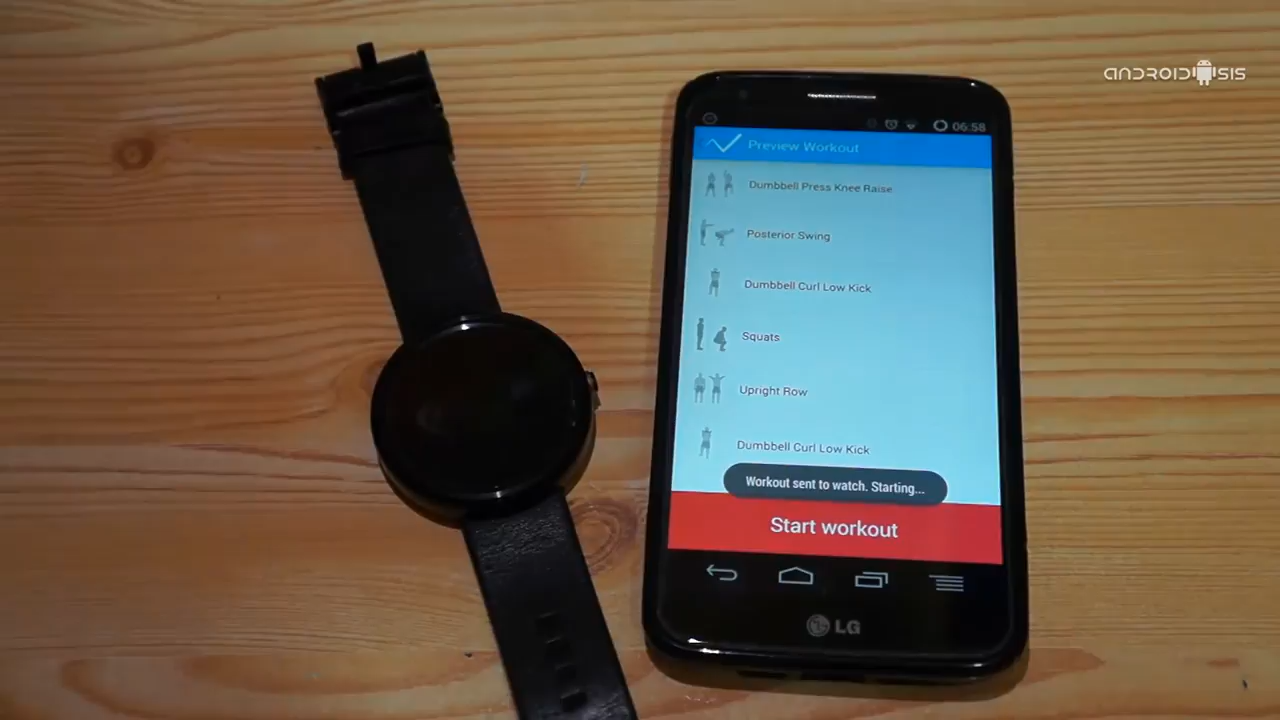 ANDROIDSIS
06:58
Preview Workout
Dumbbell Press Knee Raise
Posterior Swing
Dumbbell Curl Low Kick
Squats
Upright Row
Dumbbell Curl Low Kick
Workout sent to watch. Starting...
Start workout
LG